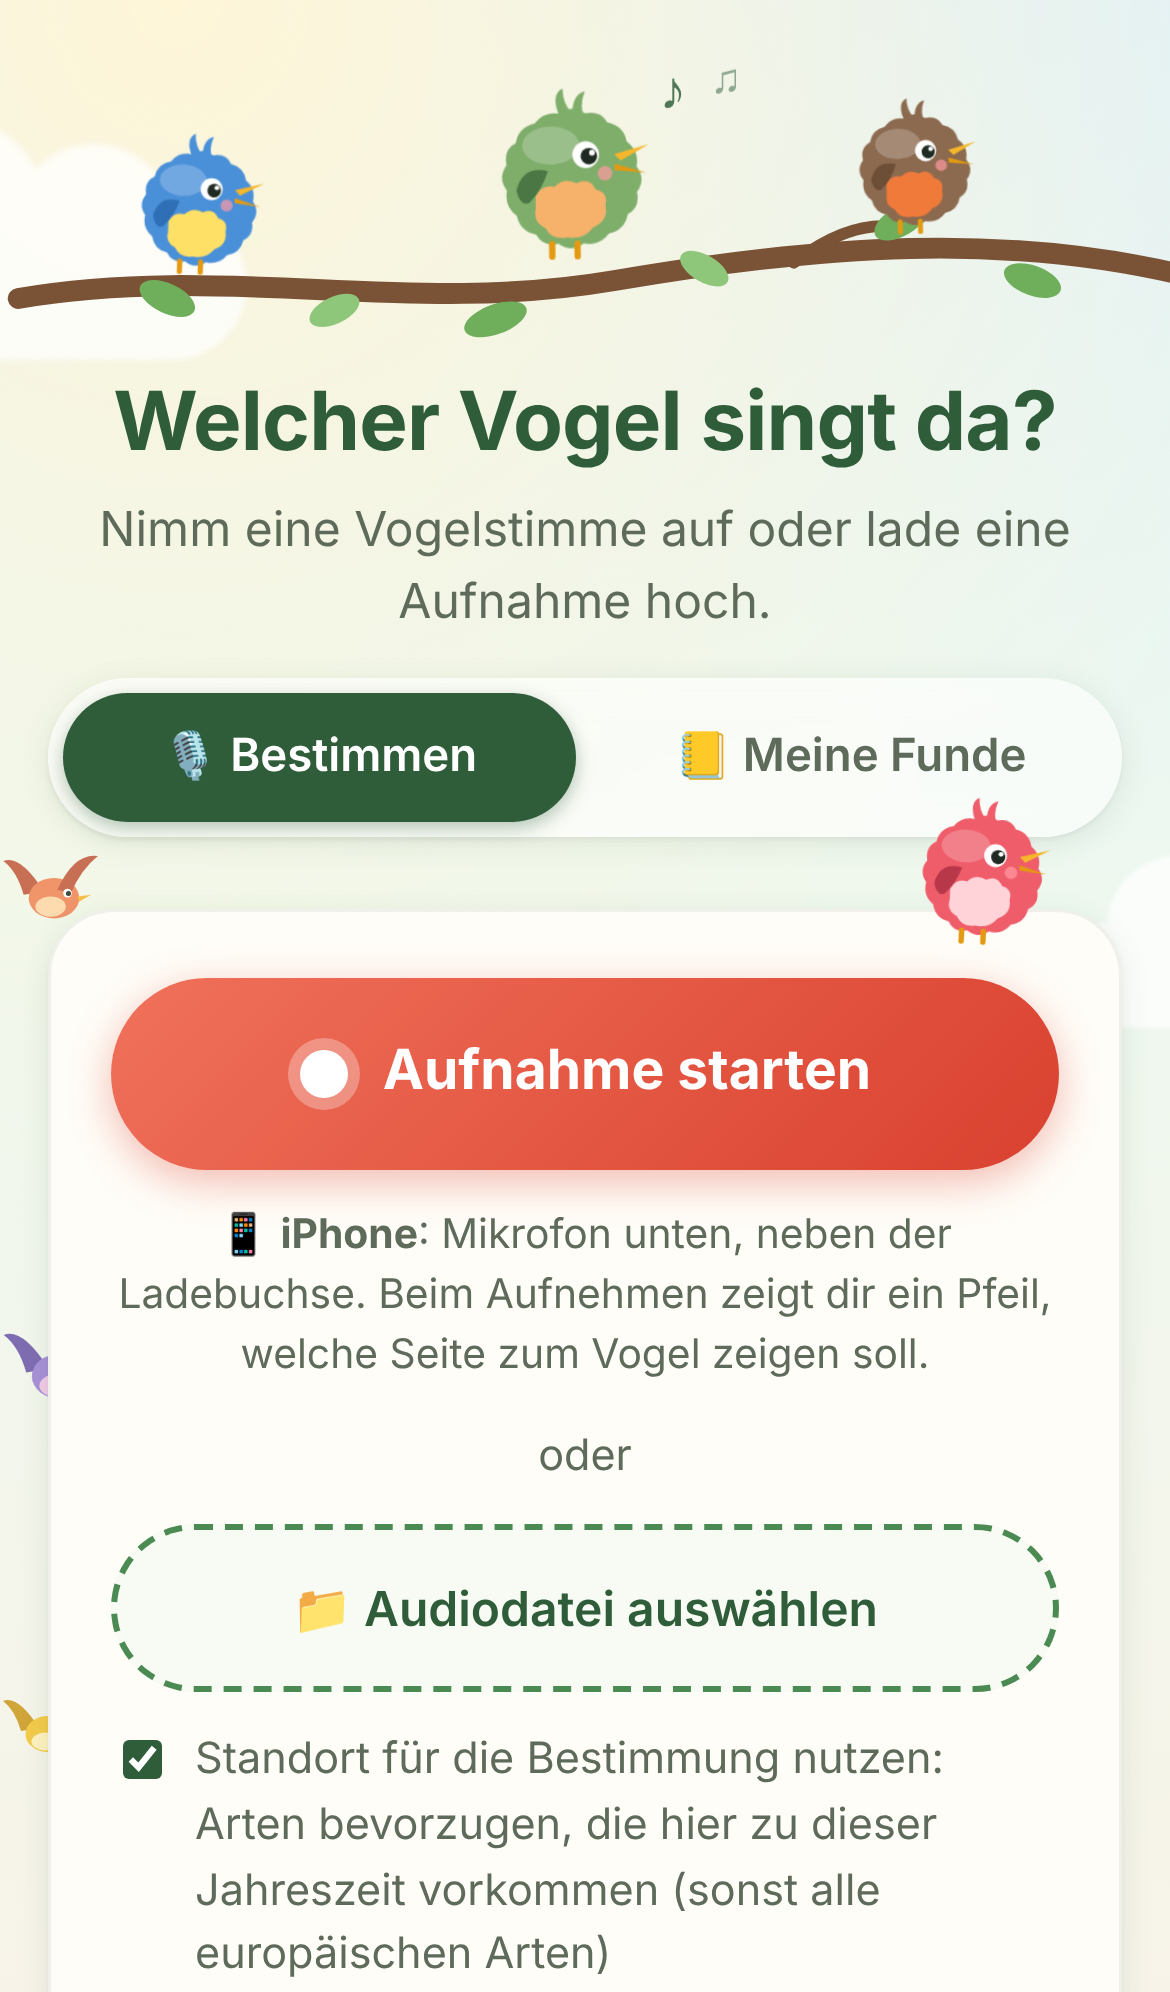 Welcher Vogel singt da?
Nimm eine Vogelstimme auf oder lade eine
Aufnahme hoch.
Bestimmen
Meine Funde
Aufnahme starten
iPhone: Mikrofon unten, neben der
Ladebuchse. Beim Aufnehmen zeigt dir ein Pfeil,
welche Seite zum Vogel zeigen soll.
oder
Audiodatei auswählen
Standort für die Bestimmung nutzen:
Arten bevorzugen, die hier zu dieser
Jahreszeit vorkommen (sonst alle
europäischen Arten)